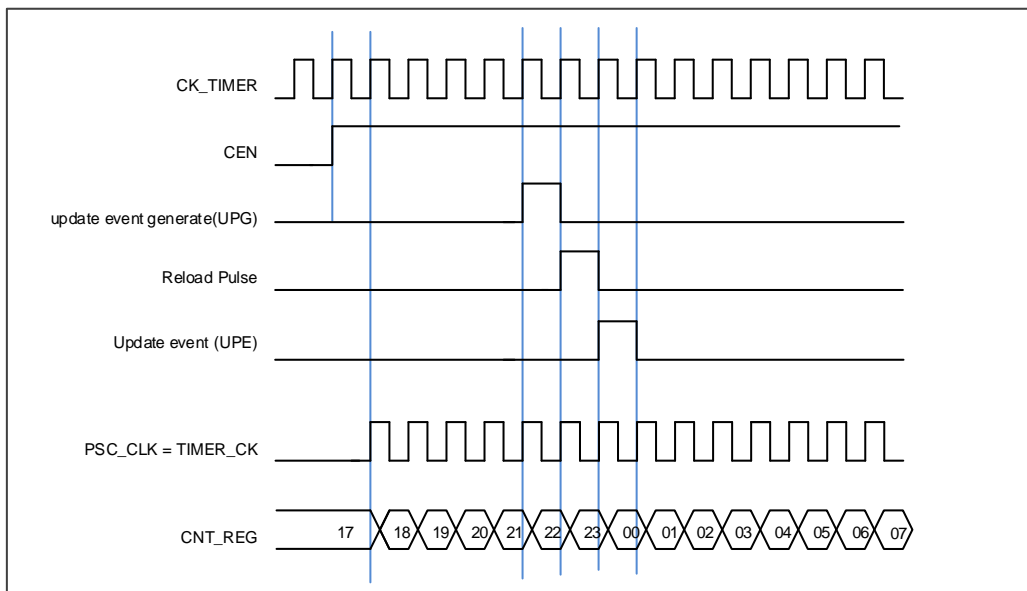 CK_TIMER
CEN
update event generate(UPG)
Reload Pulse
Update event (UPE)
PSC_CLK = TIMER_CK
CNT_REG 17 18 19 20 21 22 23 00 01 02 03 04 05 06 07